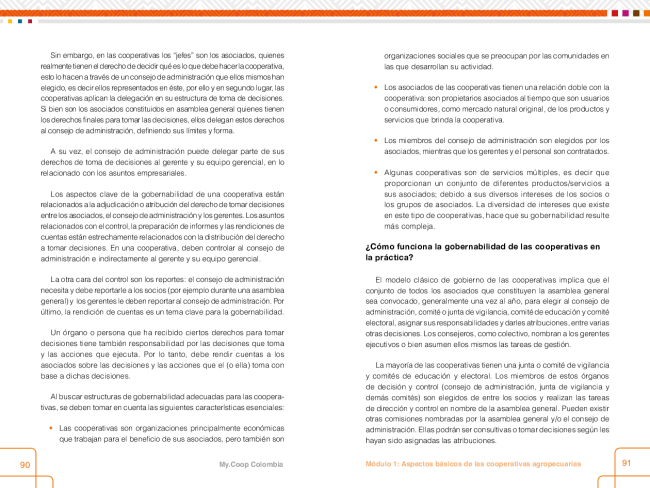 Sin embargo, en las cooperativas los “jefes” son los asociados, quienes
realmente tienen el derecho de decidir qué es lo que debe hacer la cooperativa,
esto lo hacen a través de un consejo de administración que ellos mismos han
elegido, es decir ellos representados en éste, por ello y en segundo lugar, las
cooperativas aplican la delegación en su estructura de toma de decisiones.
Si bien son los asociados constituidos en asamblea general quienes tienen
los derechos finales para tomar las decisiones, ellos delegan estos derechos
al consejo de administración, definiendo sus límites y forma.
A su vez, el consejo de administración puede delegar parte de sus
derechos de toma de decisiones al gerente y su equipo gerencial, en lo
relacionado con los asuntos empresariales.
Los aspectos clave de la gobernabilidad de una cooperativa están
relacionados a la adjudicación o atribución del derecho de tomar decisiones
entre los asociados, el consejo de administración y los gerentes. Los asuntos
relacionados con el control, la preparación de informes y las rendiciones de
cuentas están estrechamente relacionados con la distribución del derecho
a tomar decisiones. En una cooperativa, deben controlar al consejo de
administración e indirectamente al gerente y su equipo gerencial.
La otra cara del control son los reportes: el consejo de administración
necesita y debe reportarle a los socios (por ejemplo durante una asamblea
general) y los gerentes le deben reportar al consejo de administración. Por
último, la rendición de cuentas es un tema clave para la gobernabilidad.
Un órgano o persona que ha recibido ciertos derechos para tomar
decisiones tiene también responsabilidad por las decisiones que toma
y las acciones que ejecuta. Por lo tanto, debe rendir cuentas a los
asociados sobre las decisiones y las acciones que el (o ella) toma con
base a dichas decisiones.
Al buscar estructuras de gobernabilidad adecuadas para las coopera-
tivas, se deben tomar en cuenta las siguientes características esenciales:
• Las cooperativas son organizaciones principalmente económicas
que trabajan para el beneficio de sus asociados, pero también son
90
My.Coop Colombia
organizaciones sociales que se preocupan por las comunidades en
las que desarrollan su actividad.
• Los asociados de las cooperativas tienen una relación doble con la
cooperativa: son propietarios asociados al tiempo que son usuarios
o consumidores, como mercado natural original, de los productos y
servicios que brinda la cooperativa.
• Los miembros del consejo de administración son elegidos por los
asociados, mientras que los gerentes y el personal son contratados.
• Algunas cooperativas son de servicios múltiples, es decir que
proporcionan un conjunto de diferentes productos/servicios a
sus asociados; debido a sus diversos intereses de los socios o
los grupos de asociados. La diversidad de intereses que existe
en este tipo de cooperativas, hace que su gobernabilidad resulte
más compleja.
¿Cómo funciona la gobernabilidad de las cooperativas en
la práctica?
El modelo clásico de gobierno de las cooperativas implica que el
conjunto de todos los asociados que constituyen la asamblea general
sea convocado, generalmente una vez al año, para elegir al consejo de
administración, comité o junta de vigilancia, comité de educación y comité
electoral, asignar sus responsabilidades y darles atribuciones, entre varias
otras decisiones. Los consejeros, como colectivo, nombran a los gerentes
ejecutivos o bien asumen ellos mismos las tareas de gestión.
La mayoría de las cooperativas tienen una junta o comité de vigilancia
y comités de educación y electoral. Los miembros de estos órganos
de decisión y control (consejo de administración, junta de vigilancia y
demás comités) son elegidos de entre los socios y realizan las tareas
de dirección y control en nombre de la asamblea general. Pueden existir
otras comisiones nombradas por la asamblea general y/o el consejo de
administración. Ellas podrán ser consultivas o tomar decisiones según les
hayan sido asignadas las atribuciones.
Módulo 1: Aspectos básicos de las cooperativas agropecuarias
91